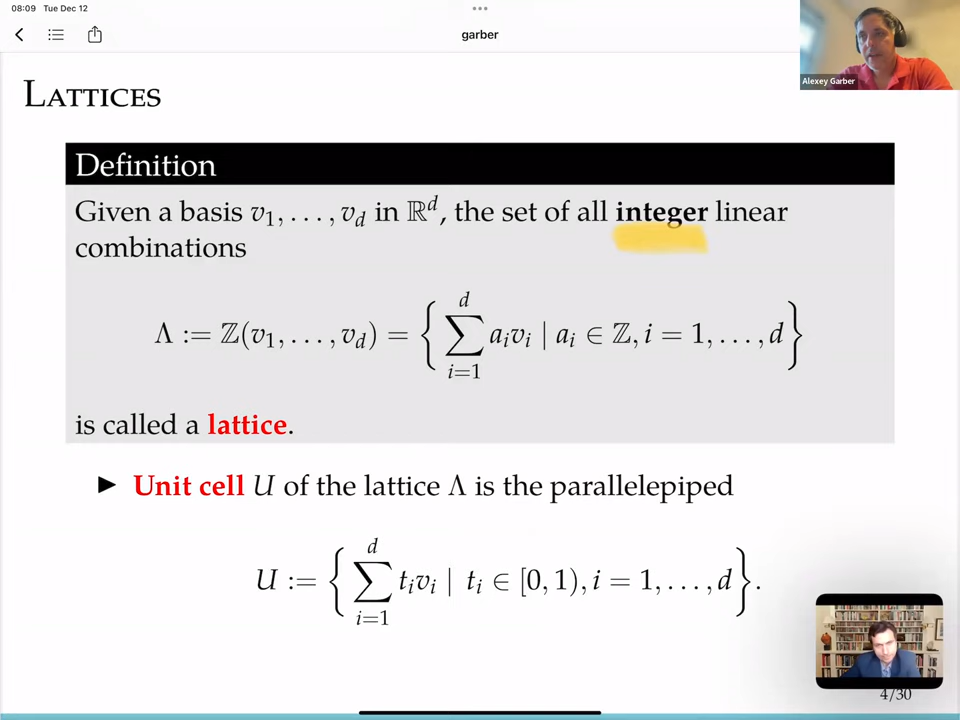 08:09 Tue Dec 12
garber
Alexey Garber
LATTICES
Definition
Given a basis v₁, . . . , v_d in ℝᵈ, the set of all integer linear
combinations
Λ := ℤ(v₁, . . . , v_d) = { ∑_{i=1}^{d} aᵢvᵢ | aᵢ ∈ ℤ, i = 1, . . . , d }
is called a lattice.
▶ Unit cell U of the lattice Λ is the parallelepiped
U := { ∑_{i=1}^{d} tᵢvᵢ | tᵢ ∈ [0, 1), i = 1, . . . , d }.
4/30